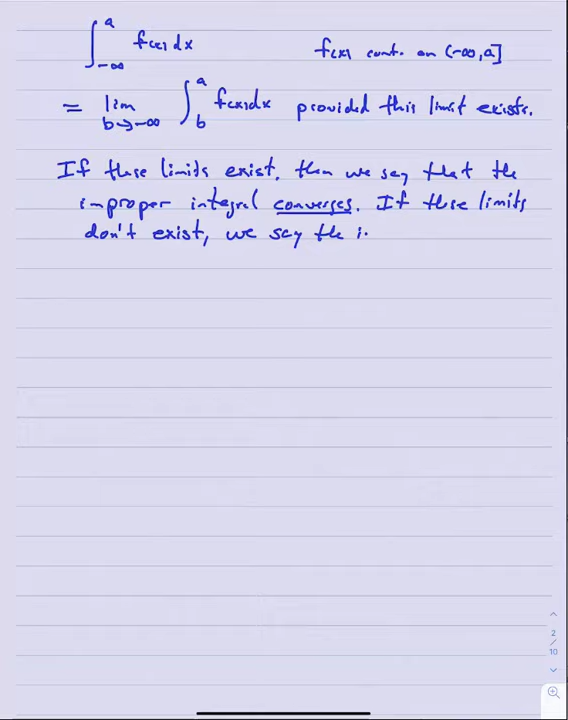 ∫_{-∞}^{a} f(x) dx f(x) cont. on (-∞, a]
= lim_{b→-∞} ∫_{b}^{a} f(x) dx provided this limit exists.
If these limits exist, then we say that the
improper integral converges. If these limits
don't exist, we say the i.
2
/
10